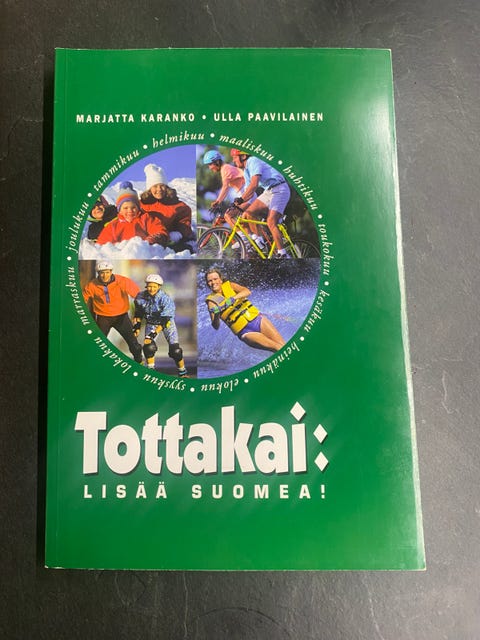 MARJATTA KARANKO • ULLA PAAVILAINEN
tammikuu • helmikuu • maaliskuu • huhtikuu • toukokuu • kesäkuu • heinäkuu • elokuu • syyskuu • lokakuu • marraskuu • joulukuu •
Tottakai:
LISÄÄ SUOMEA!